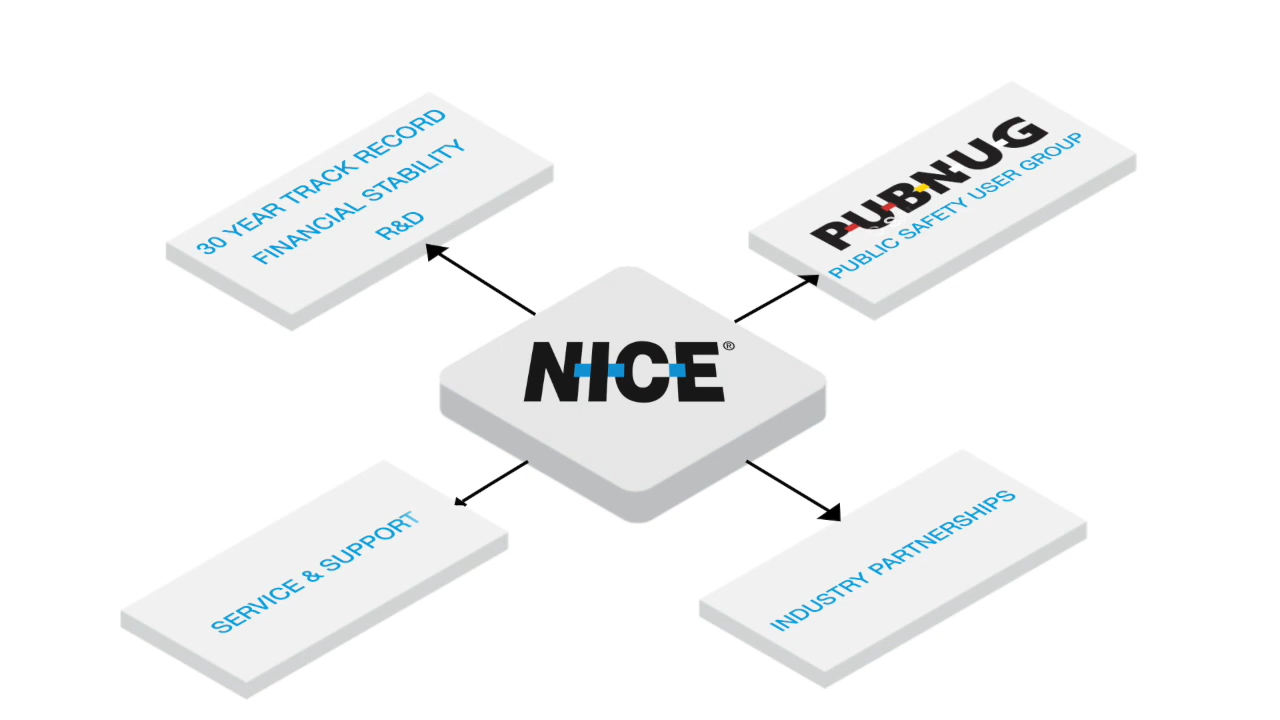 30 YEAR TRACK RECORD
FINANCIAL STABILITY
R&D
PUBNUG
PUBLIC SAFETY USER GROUP
NICE®
SERVICE & SUPPORT
INDUSTRY PARTNERSHIPS